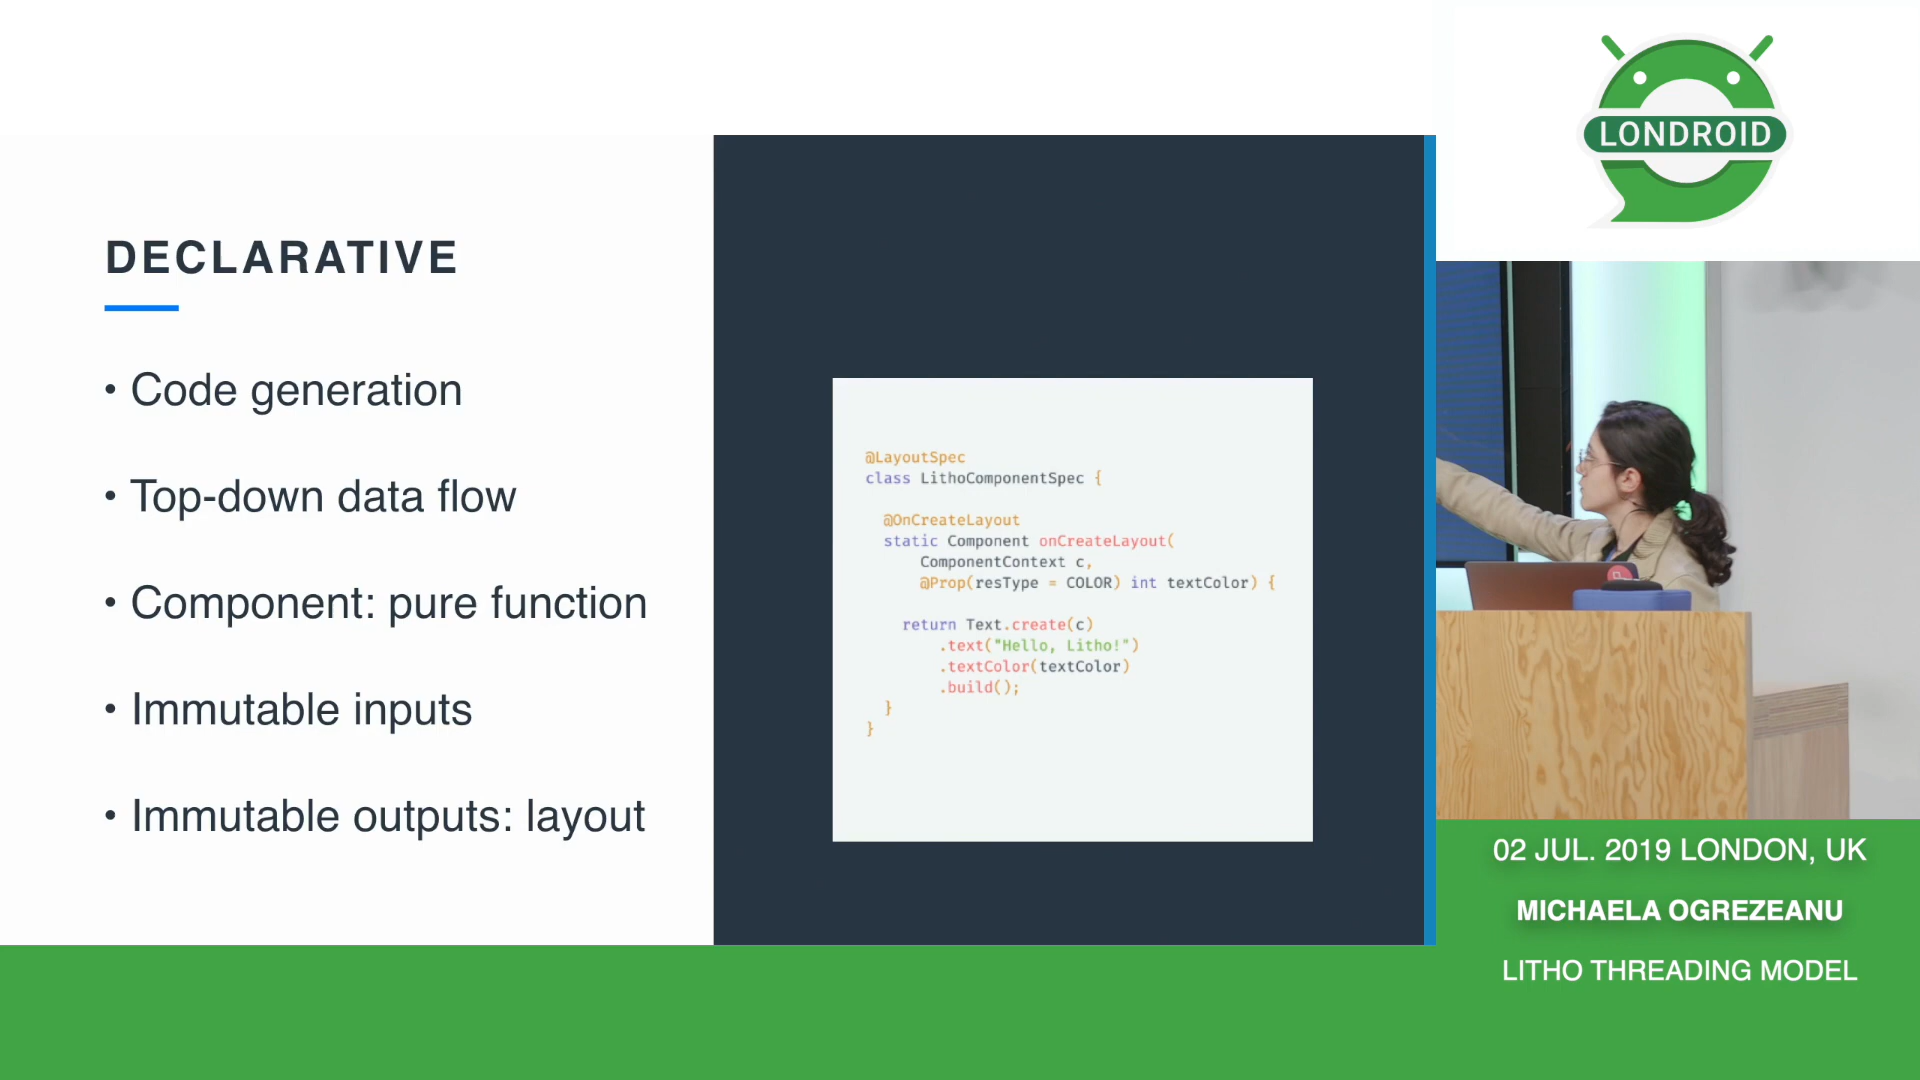 DECLARATIVE
• Code generation
• Top-down data flow
• Component: pure function
• Immutable inputs
• Immutable outputs: layout
@LayoutSpec
class LithoComponentSpec {
@OnCreateLayout
static Component onCreateLayout(
ComponentContext c,
@Prop(resType = COLOR) int textColor) {
return Text.create(c)
.text("Hello, Litho!")
.textColor(textColor)
.build();
}
}
LONDROID
02 JUL. 2019 LONDON, UK
MICHAELA OGREZEANU
LITHO THREADING MODEL